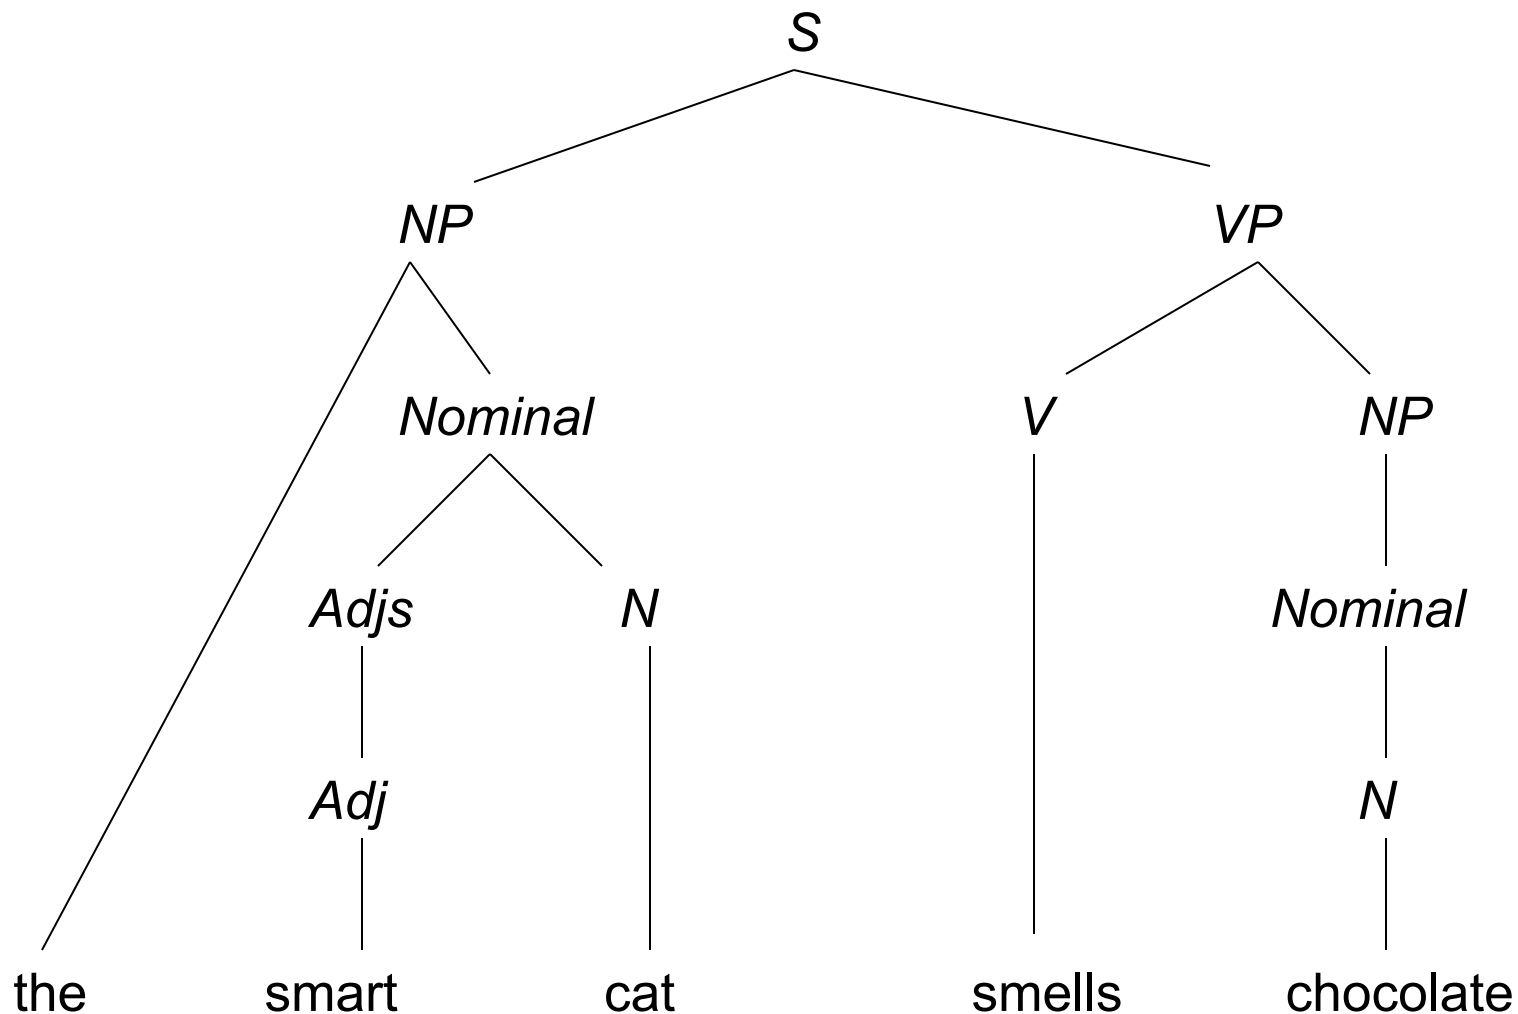 S
NP VP
Nominal V NP
Adjs N Nominal
Adj N
the smart cat smells chocolate